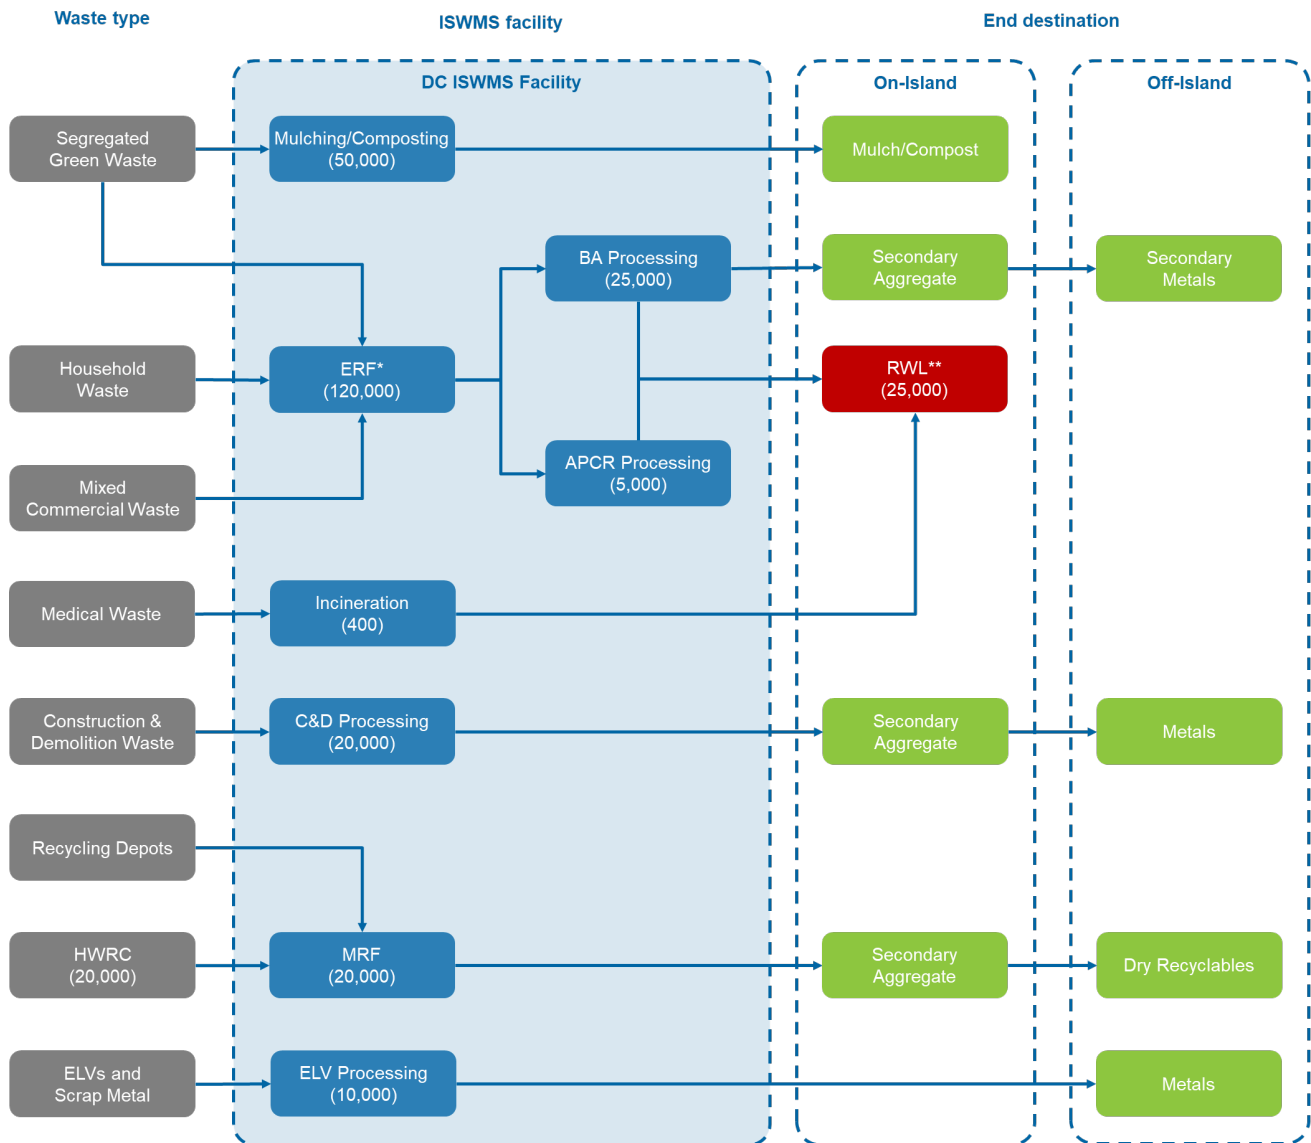 Waste type
ISWMS facility
End destination
DC ISWMS Facility
On-Island
Off-Island
Segregated
Green Waste
Mulching/Composting
(50,000)
Mulch/Compost
BA Processing
(25,000)
Secondary
Aggregate
Secondary
Metals
Household
Waste
ERF*
(120,000)
RWL**
(25,000)
Mixed
Commercial Waste
APCR Processing
(5,000)
Medical Waste
Incineration
(400)
Construction &
Demolition Waste
C&D Processing
(20,000)
Secondary
Aggregate
Metals
Recycling Depots
HWRC
(20,000)
MRF
(20,000)
Secondary
Aggregate
Dry Recyclables
ELVs and
Scrap Metal
ELV Processing
(10,000)
Metals